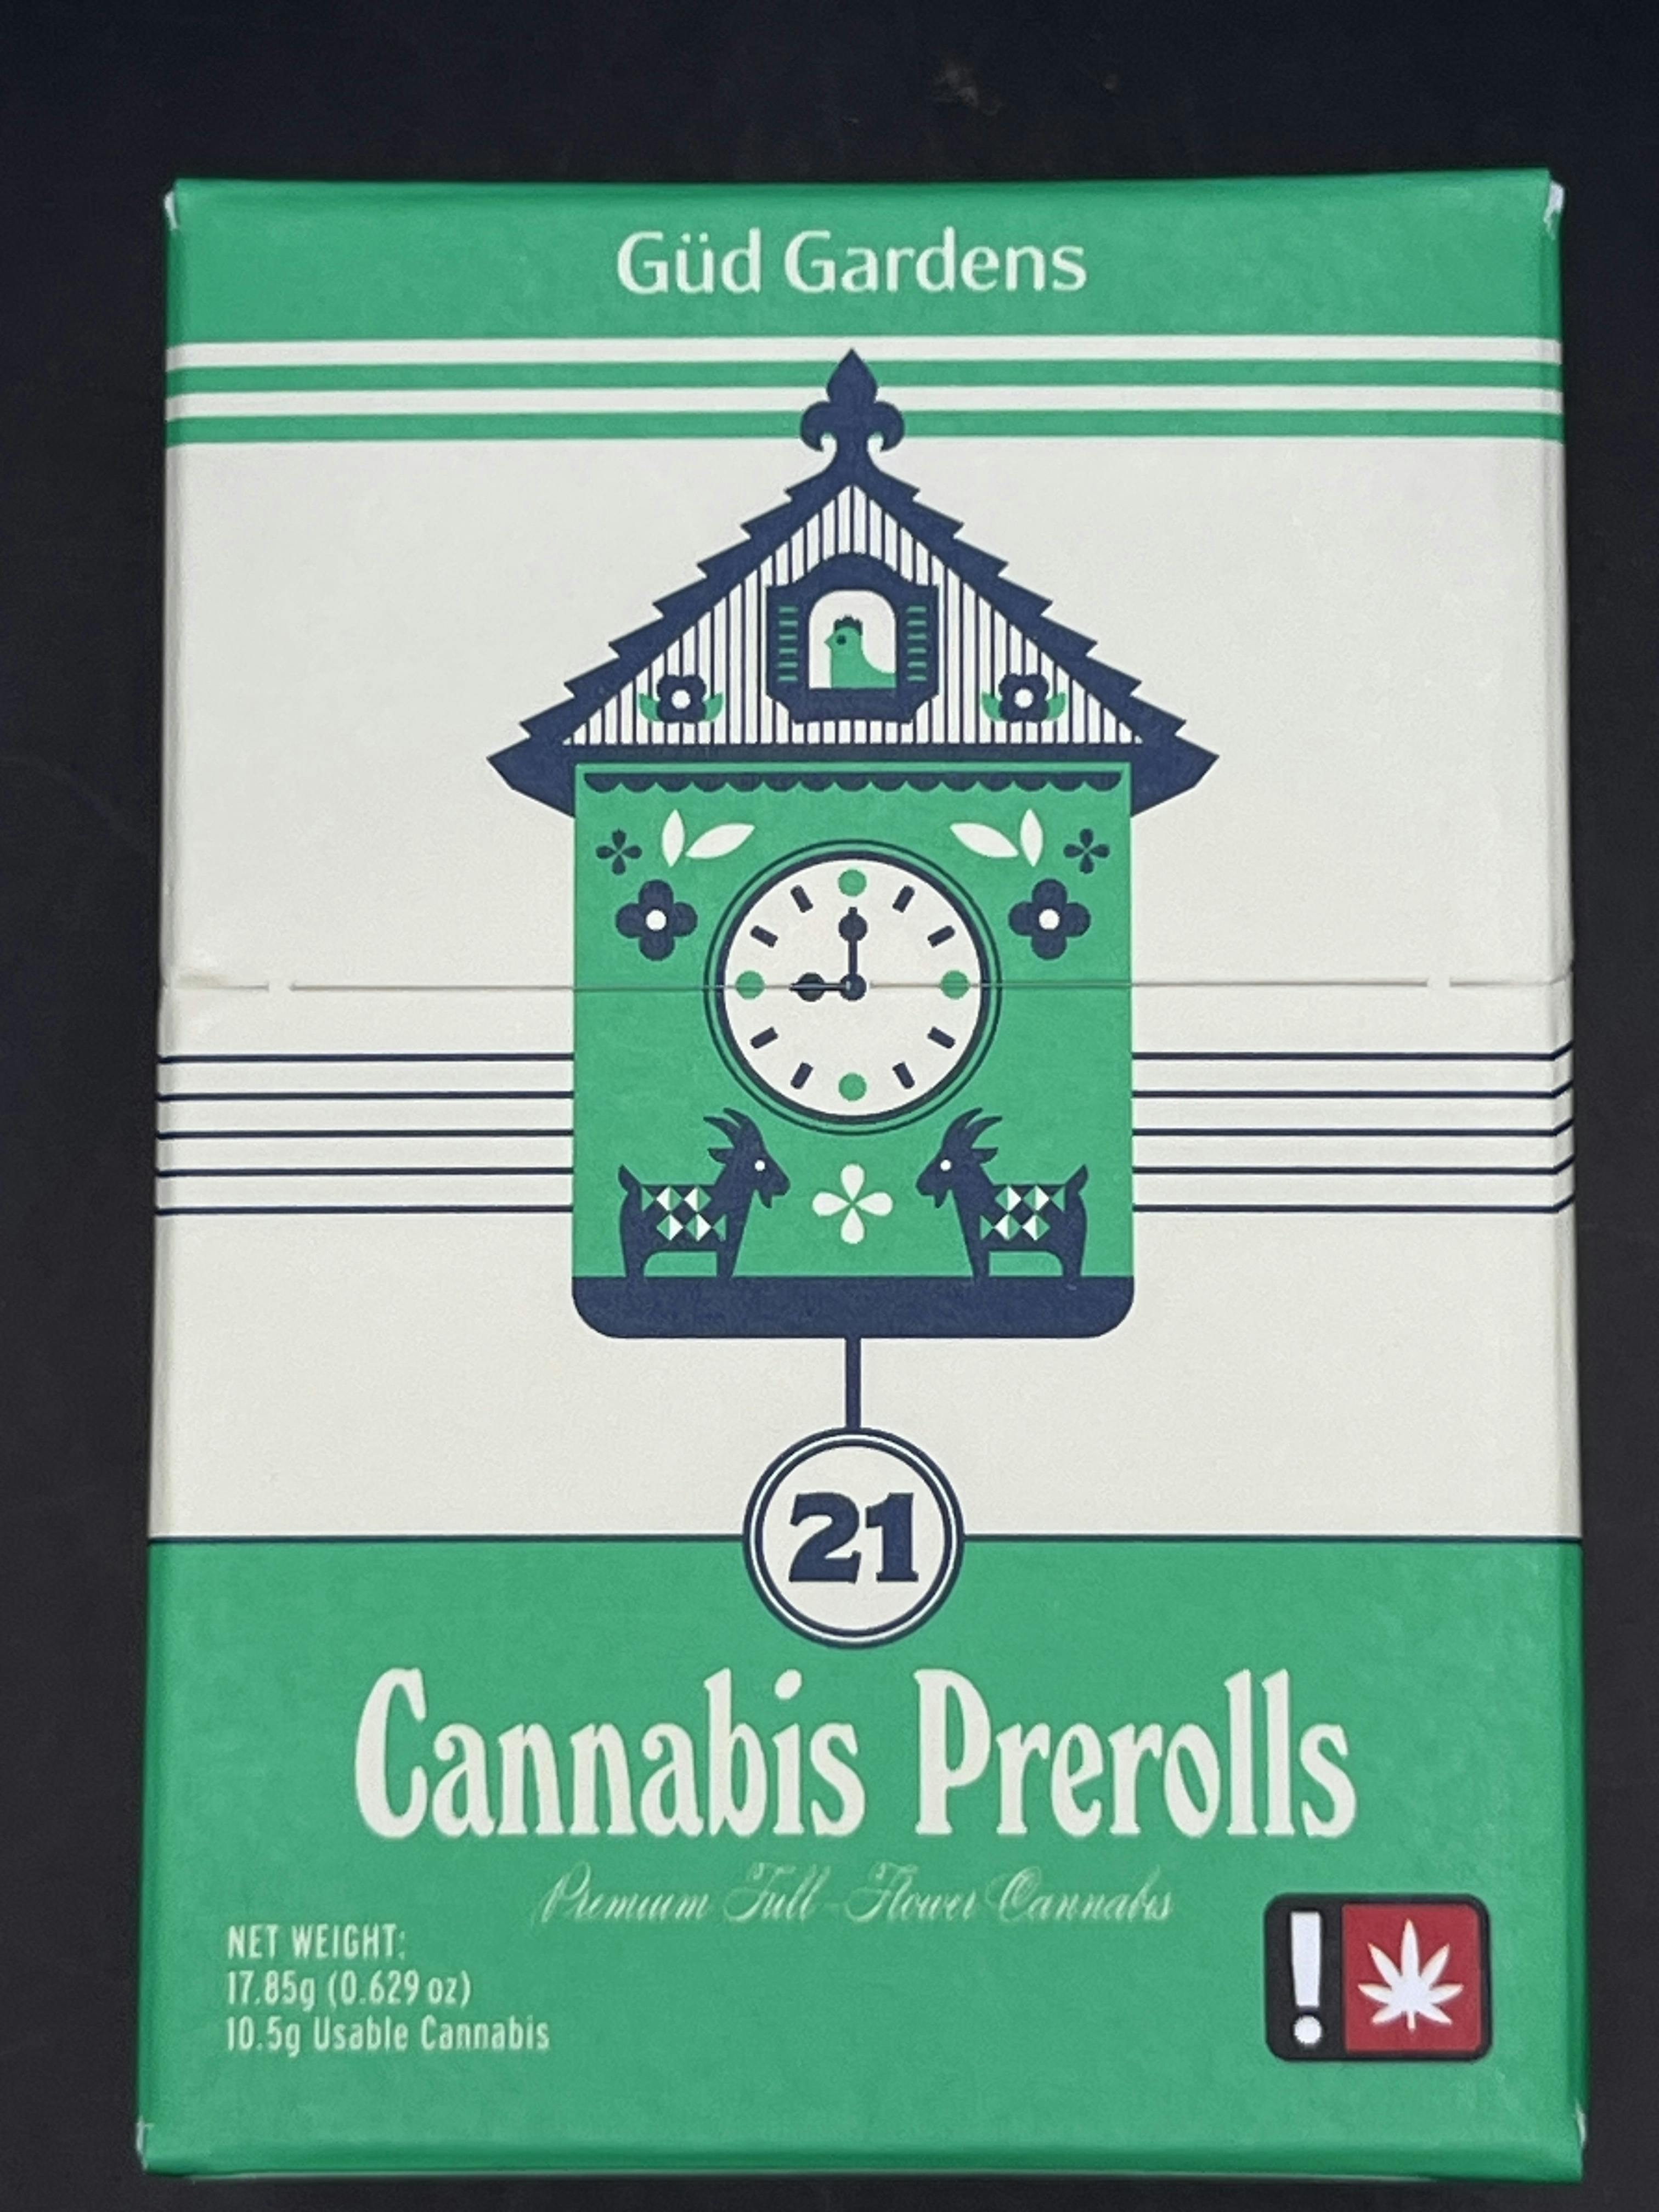 Güd Gardens
21
Cannabis Prerolls
Premium Full-Flower Cannabis
NET WEIGHT:
17.85g (0.629 oz)
10.5g Usable Cannabis
!